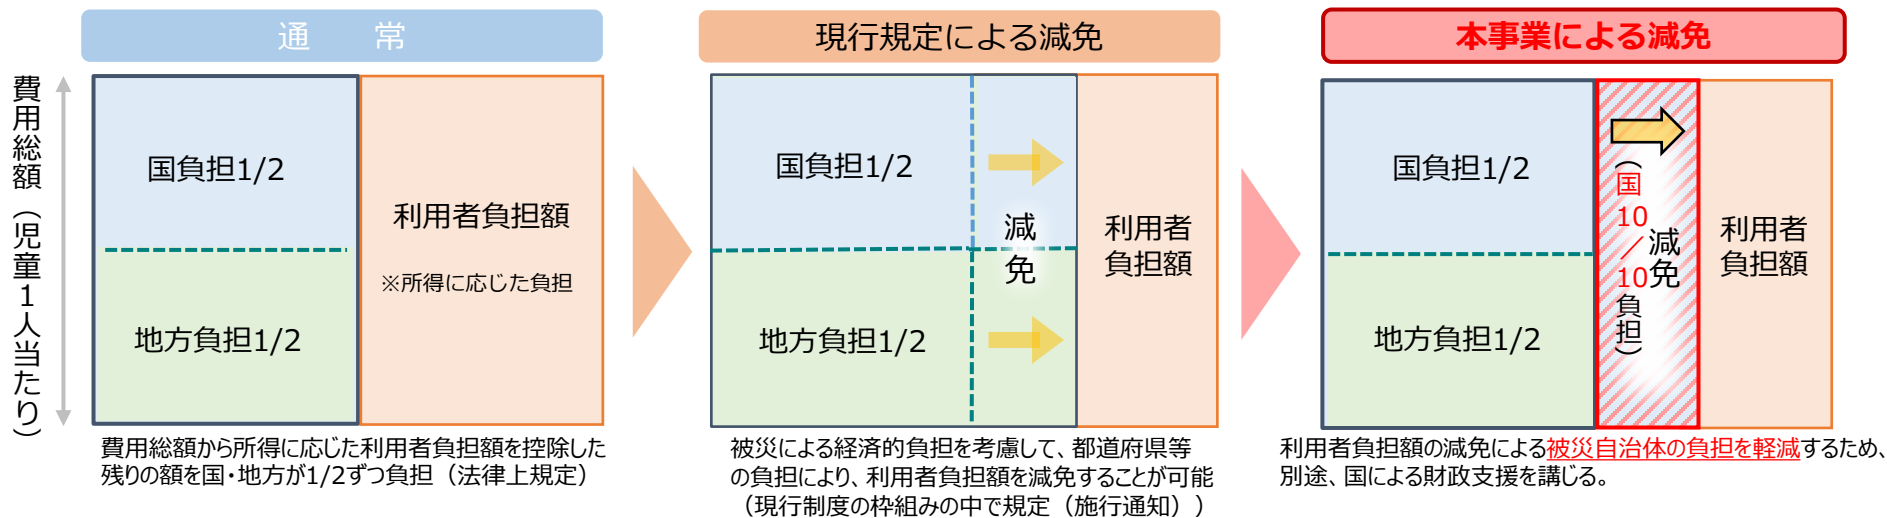 通　常
費用総額（児童１人当たり）
国負担1/2
地方負担1/2
利用者負担額
※所得に応じた負担
費用総額から所得に応じた利用者負担額を控除した
残りの額を国・地方が1/2ずつ負担（法律上規定）
現行規定による減免
国負担1/2
地方負担1/2
減免
利用者
負担額
被災による経済的負担を考慮して、都道府県等
の負担により、利用者負担額を減免することが可能
（現行制度の枠組みの中で規定（施行通知））
本事業による減免
国負担1/2
地方負担1/2
減免
（国10／10負担）
利用者
負担額
利用者負担額の減免による被災自治体の負担を軽減するため、
別途、国による財政支援を講じる。